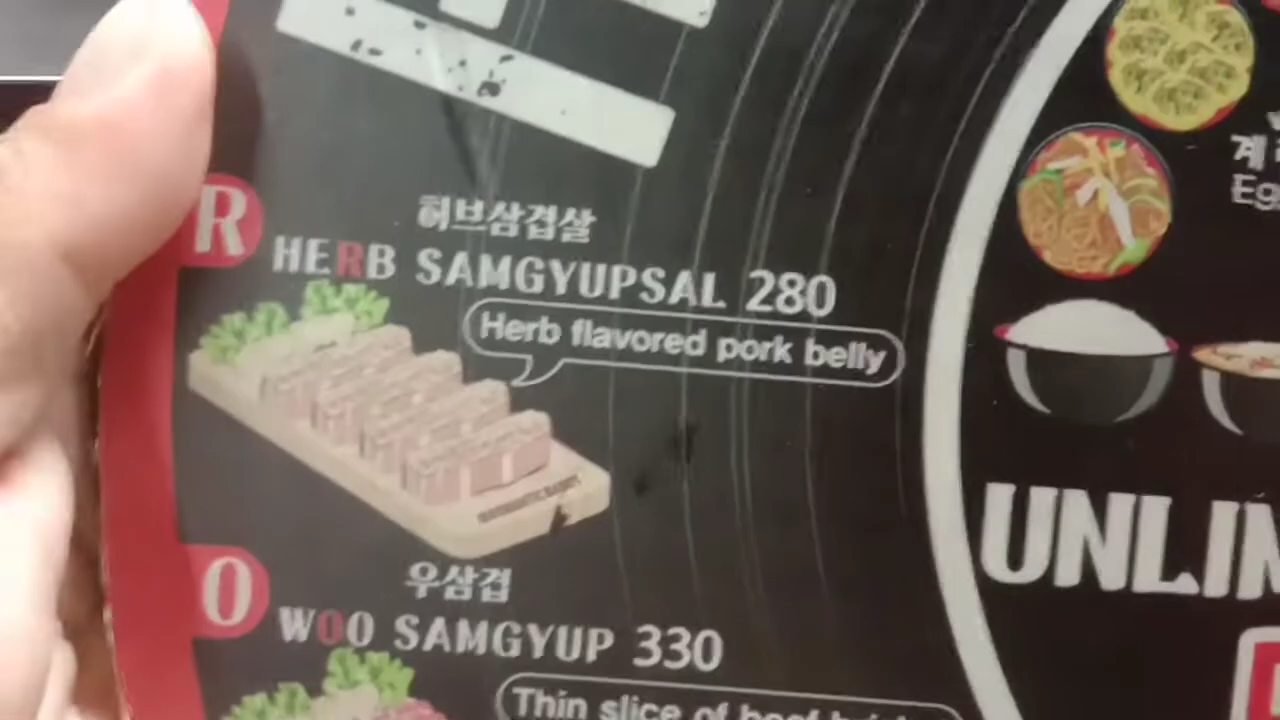 R
허브삼겹살
HERB SAMGYUPSAL 280
Herb flavored pork belly
O
우삼겹
WOO SAMGYUP 330
Thin slice of beef
계
Eg
UNLIM